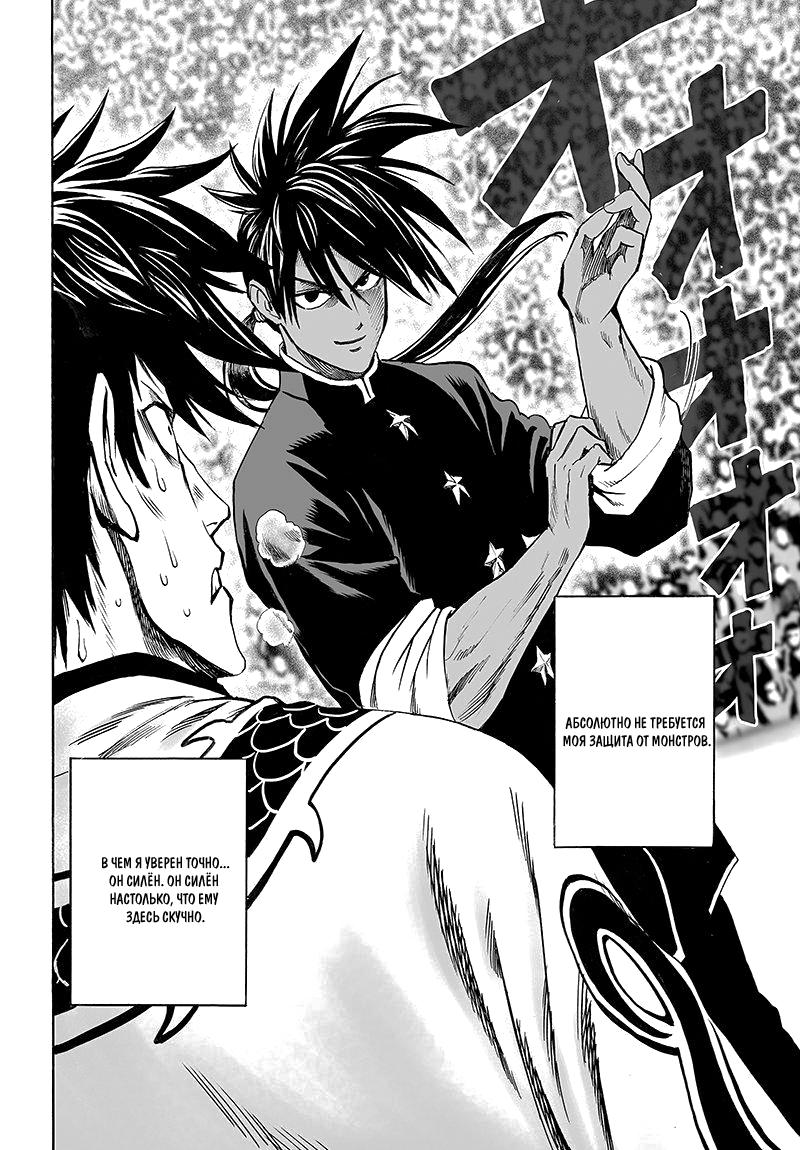 オオオオオ
АБСОЛЮТНО НЕ ТРЕБУЕТСЯ
МОЯ ЗАЩИТА ОТ МОНСТРОВ.
В ЧЕМ Я УВЕРЕН ТОЧНО...
ОН СИЛЁН. ОН СИЛЁН
НАСТОЛЬКО, ЧТО ЕМУ
ЗДЕСЬ СКУЧНО.